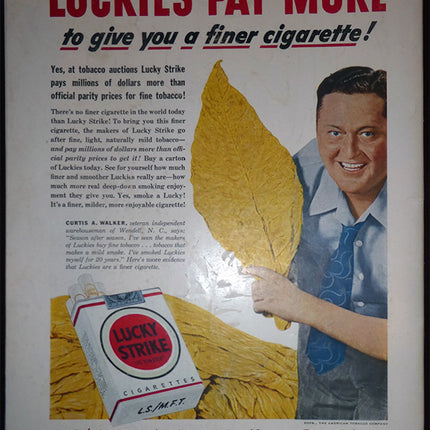 LUCKIES PAY MORE
to give you a finer cigarette!
Yes, at tobacco auctions Lucky Strike
pays millions of dollars more than
official parity prices for fine tobacco!
There's no finer cigarette in the world today
than Lucky Strike! To bring you this finer
cigarette, the makers of Lucky Strike go
after fine, light, naturally mild tobacco—
and pay millions of dollars more than offi-
cial parity prices to get it! Buy a carton
of Luckies today. See for yourself how much
finer and smoother Luckies really are—how
much more real deep-down smoking enjoy-
ment they give you. Yes, smoke a Lucky!
It's a finer, milder, more enjoyable cigarette!
CURTIS A. WALKER, veteran independent
warehouseman of Wendell, N. C., says:
"Season after season, I've seen the makers
of Luckies buy fine tobacco . . . tobacco that
makes a mild smoke. I've smoked Luckies
myself for 20 years." Here's more evidence
that Luckies are a finer cigarette.
LUCKY
STRIKE
"IT'S TOASTED"
CIGARETTES
L.S./M.F.T.
COPR., THE AMERICAN TOBACCO COMPANY